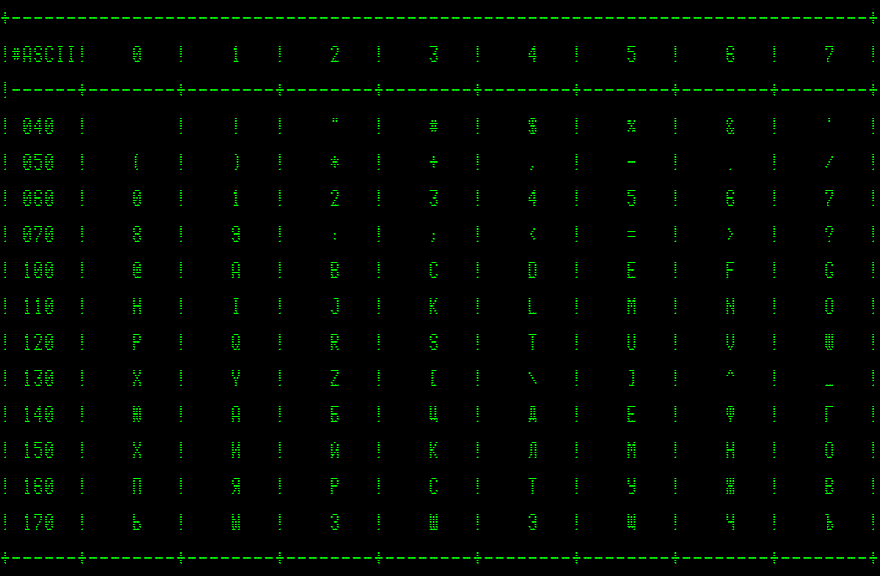 +------+--------+--------+--------+--------+--------+--------+--------+--------+
!#ASCII! 0 ! 1 ! 2 ! 3 ! 4 ! 5 ! 6 ! 7 !
!------+--------+--------+--------+--------+--------+--------+--------+--------+
! 040 ! ! ! ! " ! # ! $ ! % ! & ! ' !
! 050 ! ( ! ) ! * ! + ! , ! - ! . ! / !
! 060 ! 0 ! 1 ! 2 ! 3 ! 4 ! 5 ! 6 ! 7 !
! 070 ! 8 ! 9 ! : ! ; ! < ! = ! > ! ? !
! 100 ! @ ! A ! B ! C ! D ! E ! F ! G !
! 110 ! H ! I ! J ! K ! L ! M ! N ! O !
! 120 ! P ! Q ! R ! S ! T ! U ! V ! W !
! 130 ! X ! Y ! Z ! [ ! \ ! ] ! ^ ! _ !
! 140 ! Ю ! А ! Б ! Ц ! Д ! Е ! Ф ! Г !
! 150 ! Х ! И ! Й ! К ! Л ! М ! Н ! О !
! 160 ! П ! Я ! Р ! С ! Т ! У ! Ж ! В !
! 170 ! Ь ! Ы ! З ! Ш ! Э ! Щ ! Ч ! Ъ !
+------+--------+--------+--------+--------+--------+--------+--------+--------+